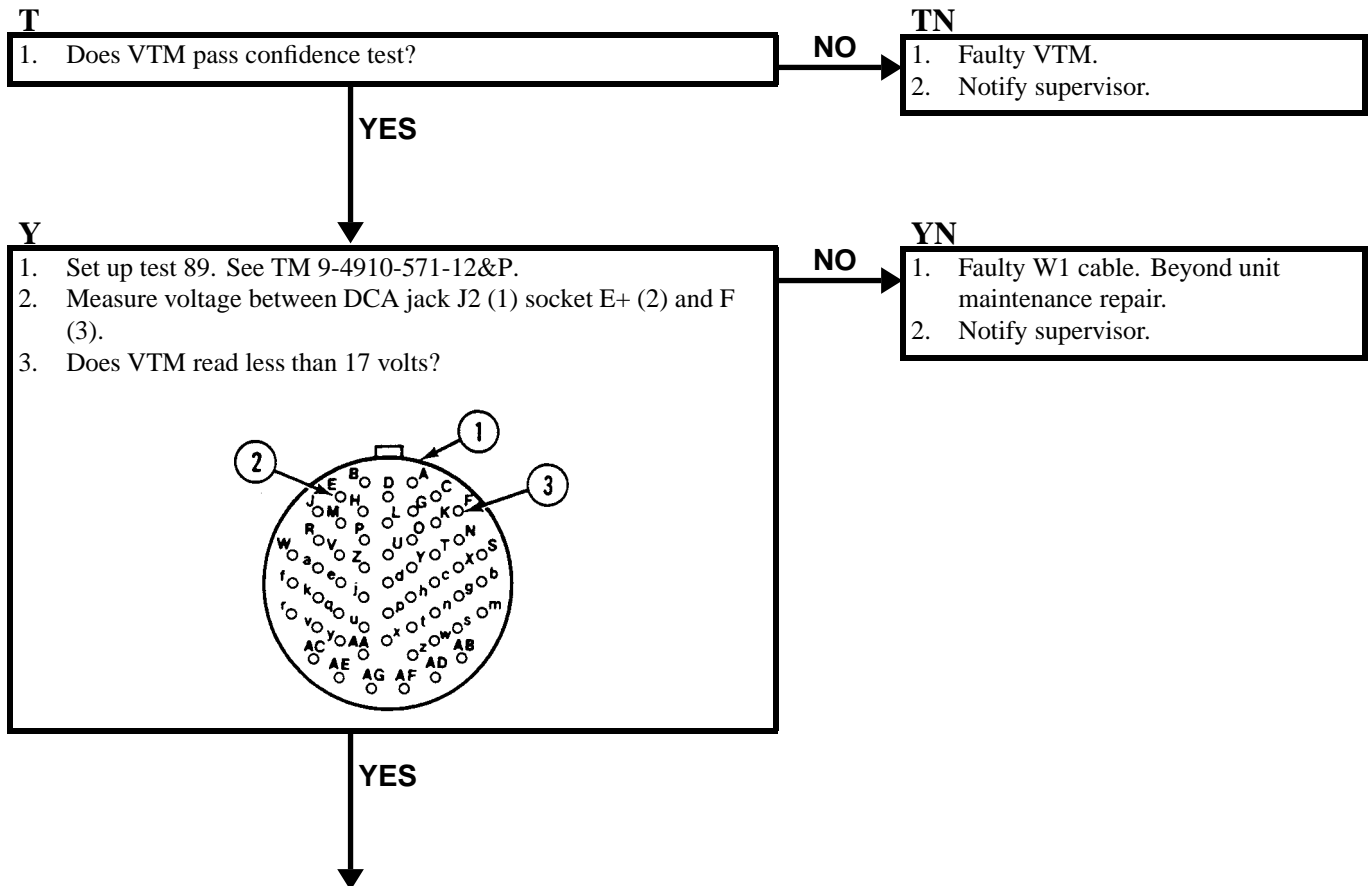 T
1. Does VTM pass confidence test?
NO
TN
1. Faulty VTM.
2. Notify supervisor.
YES
Y
1. Set up test 89. See TM 9-4910-571-12&P.
2. Measure voltage between DCA jack J2 (1) socket E+ (2) and F
(3).
3. Does VTM read less than 17 volts?
NO
YN
1. Faulty W1 cable. Beyond unit
maintenance repair.
2. Notify supervisor.
1
2
3
B D A
E H G C F
J M L O K
R P U T N
W V Z Y X S
a e d c b
f k j h g
r q p n m
v u t s
y AA x z w
AC AB
AE AG AF AD
YES